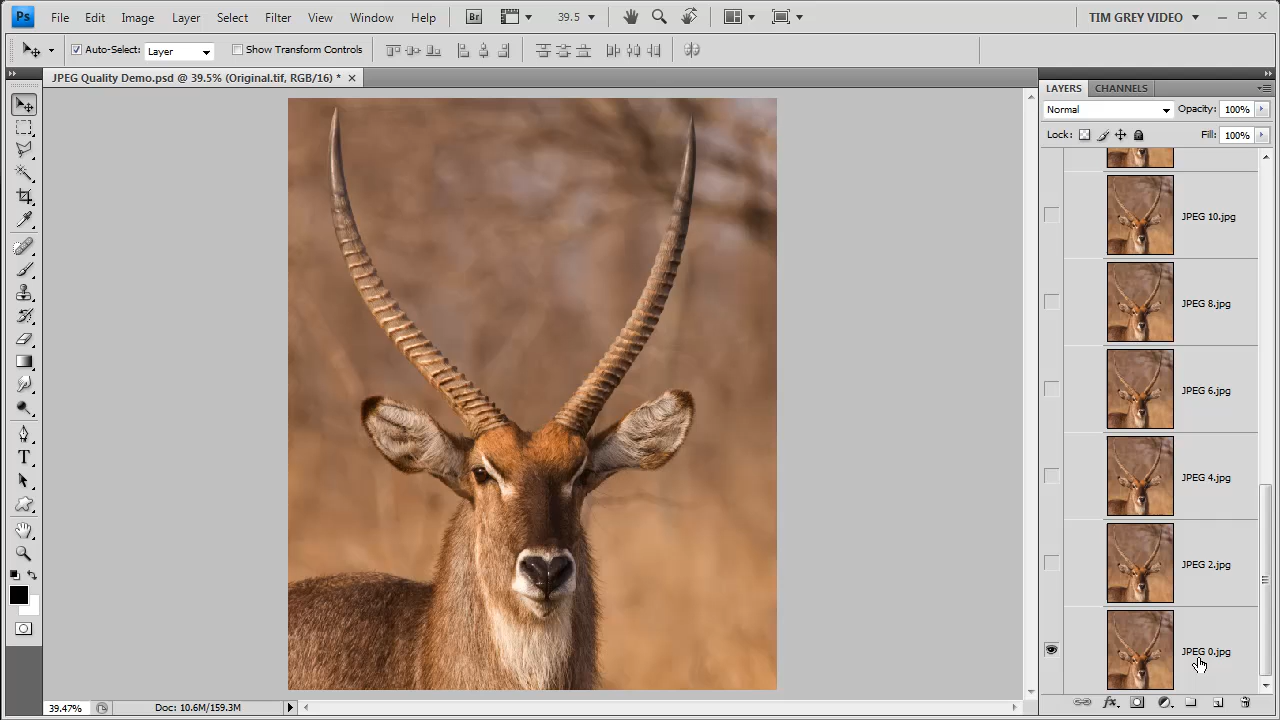 Ps File Edit Image Layer Select Filter View Window Help Br 39.5 TIM GREY VIDEO
Auto-Select: Layer Show Transform Controls
JPEG Quality Demo.psd @ 39.5% (Original.tif, RGB/16) *
LAYERS CHANNELS
Normal Opacity: 100%
Lock: Fill: 100%
JPEG 10.jpg
JPEG 8.jpg
JPEG 6.jpg
JPEG 4.jpg
JPEG 2.jpg
JPEG 0.jpg
T
fx
39.47% Doc: 10.6M/159.3M